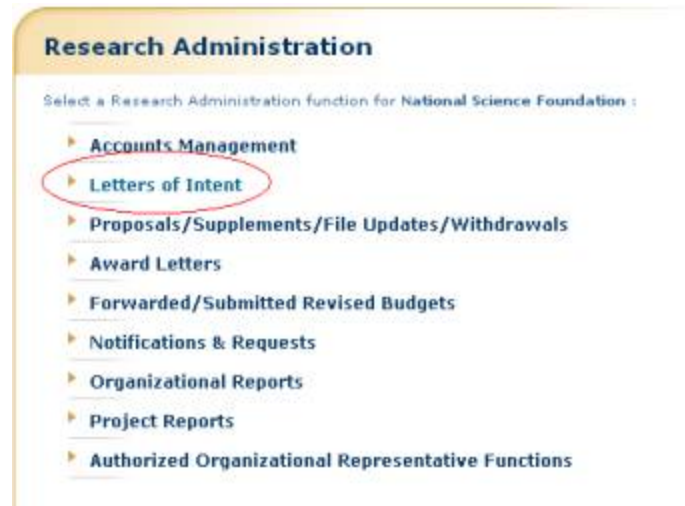 Research Administration
Select a Research Administration function for National Science Foundation :
Accounts Management
Letters of Intent
Proposals/Supplements/File Updates/Withdrawals
Award Letters
Forwarded/Submitted Revised Budgets
Notifications & Requests
Organizational Reports
Project Reports
Authorized Organizational Representative Functions